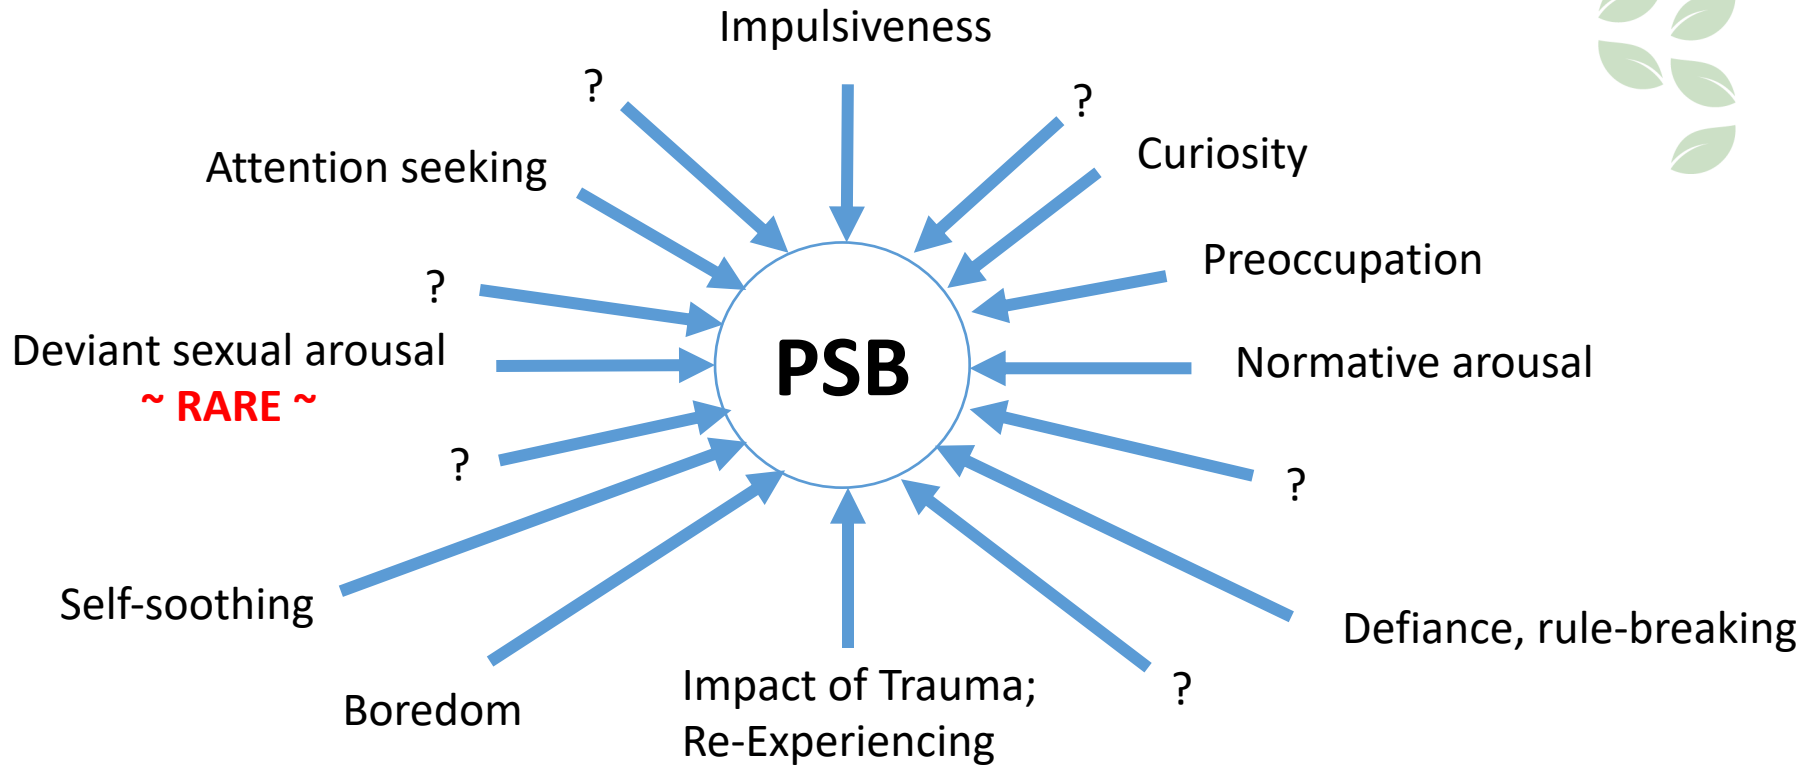 Impulsiveness
?
?
Attention seeking
Curiosity
Preoccupation
?
Deviant sexual arousal
~ RARE ~
PSB
Normative arousal
?
?
Self-soothing
Defiance, rule-breaking
Boredom
Impact of Trauma;
Re-Experiencing
?